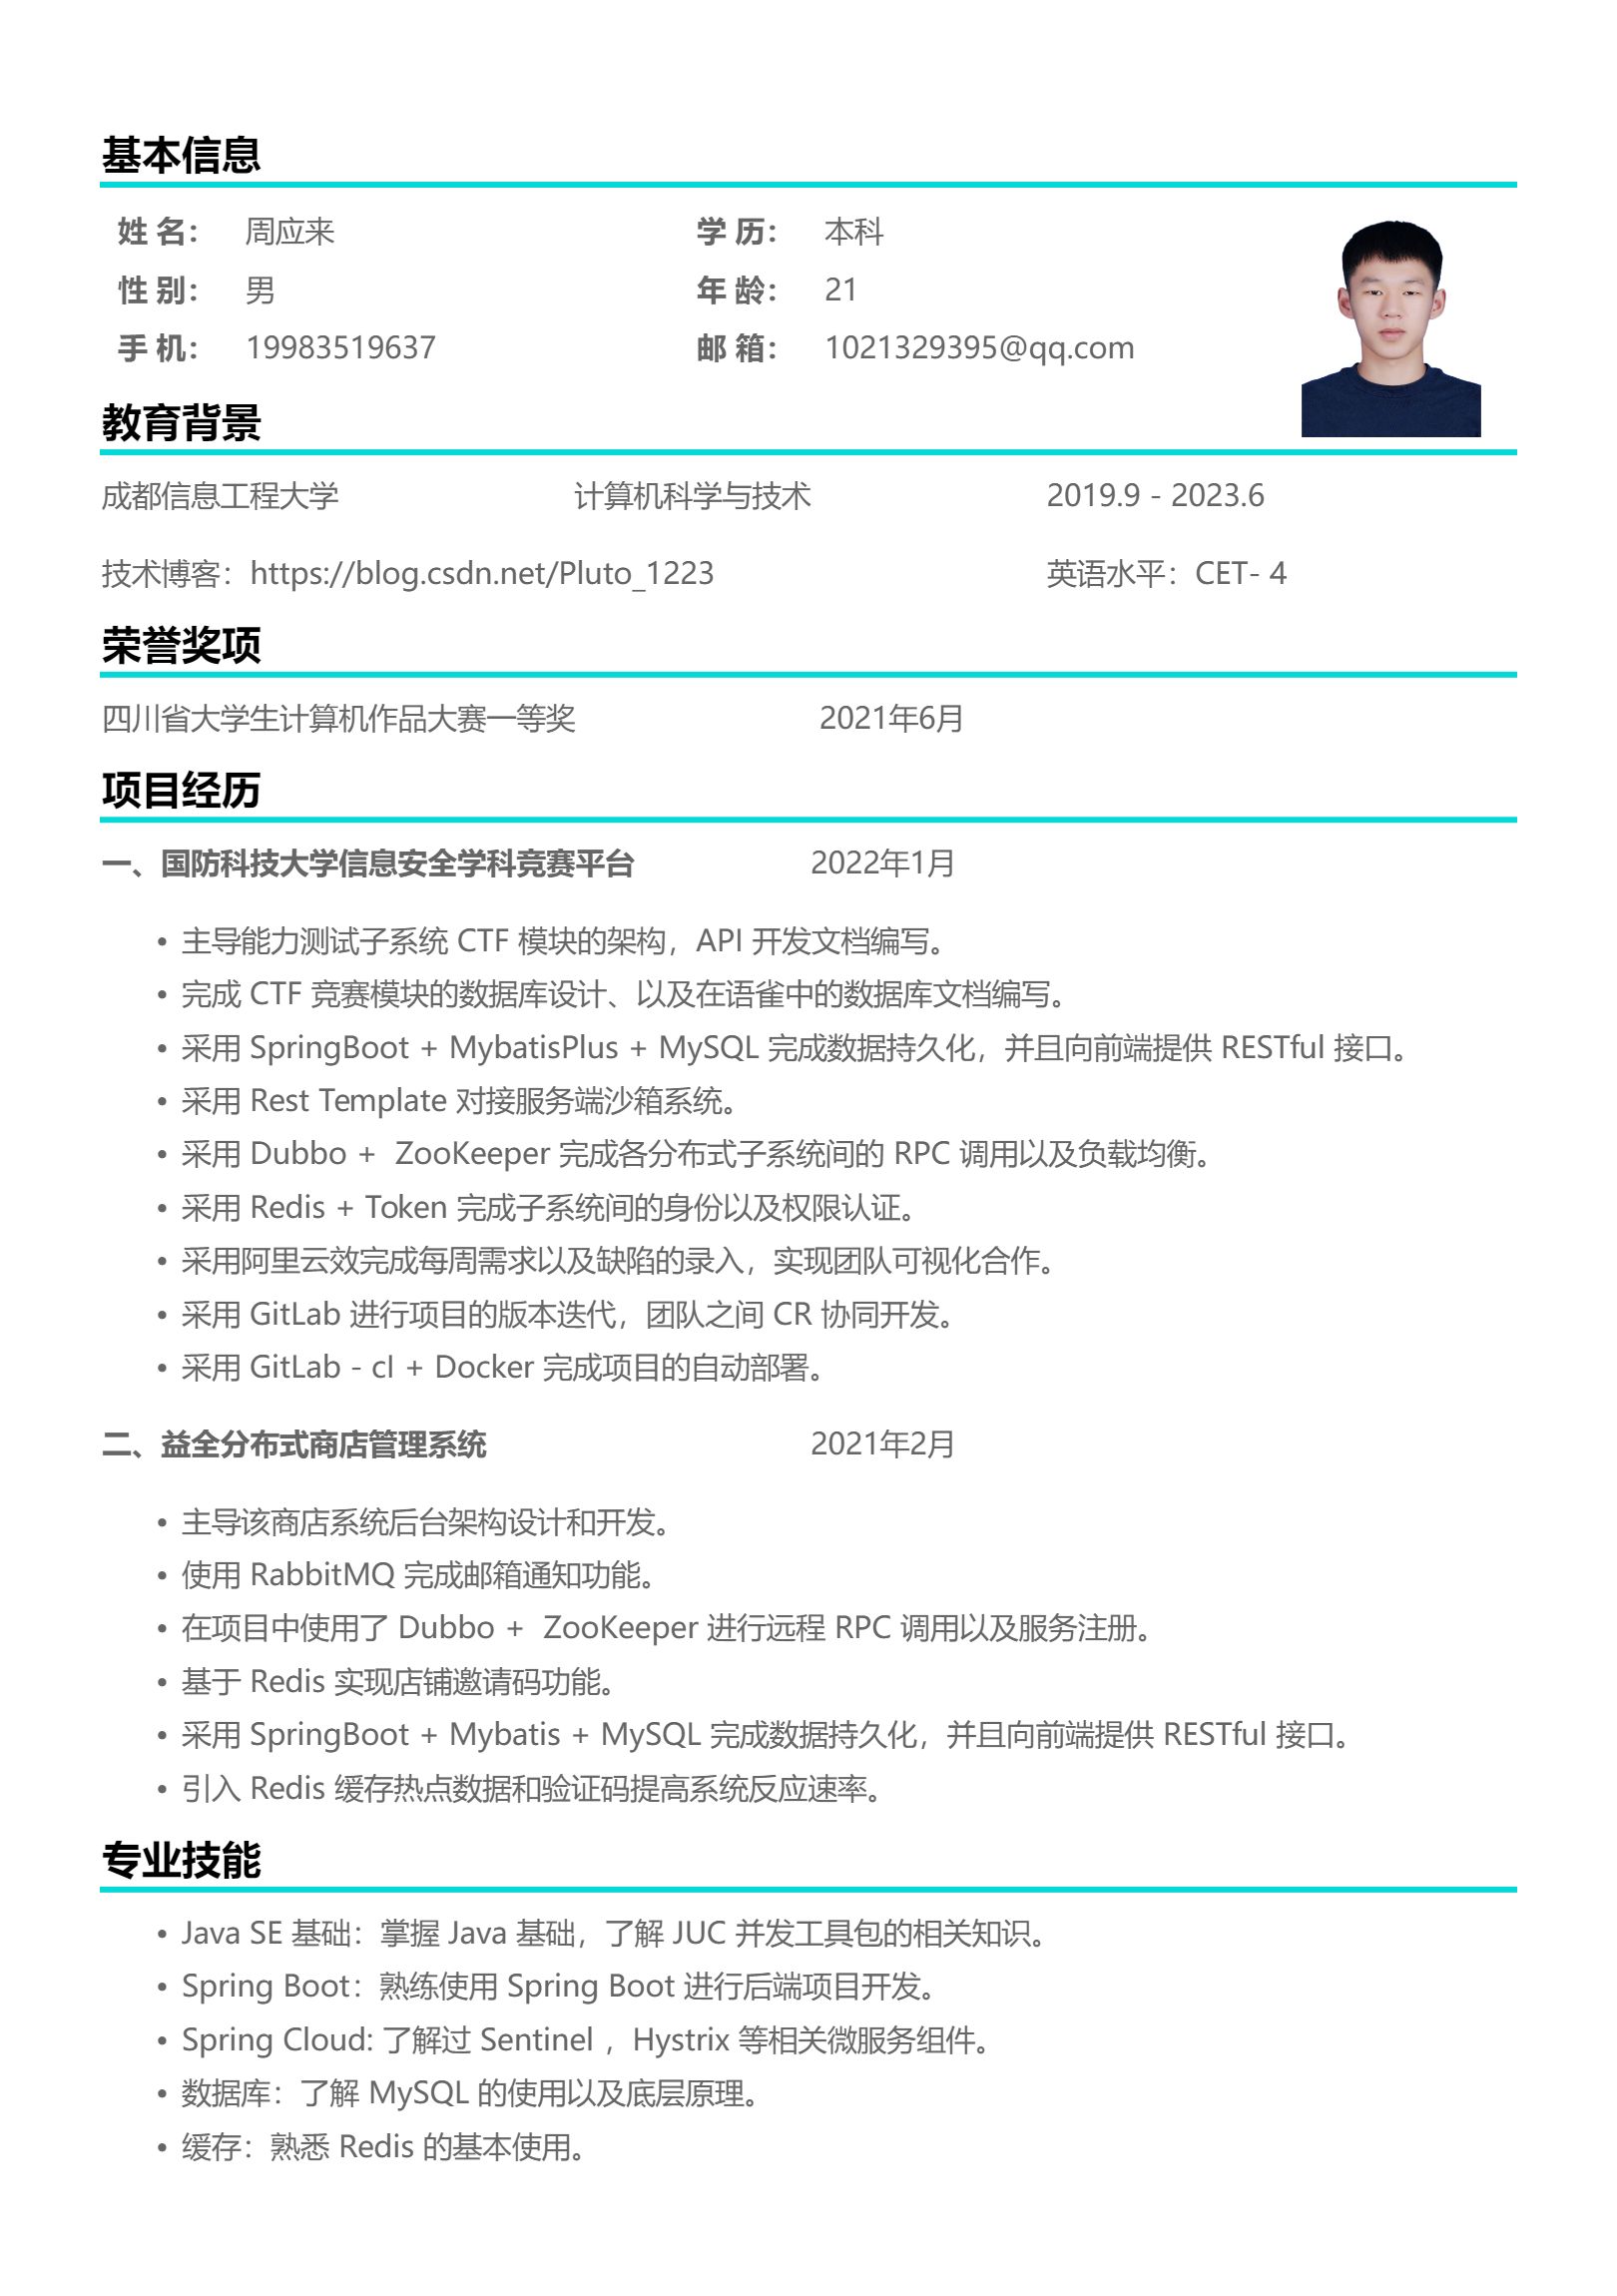 基本信息
姓 名： 周应来 学 历： 本科
性 别： 男 年 龄： 21
手 机： 19983519637 邮 箱： 1021329395@qq.com
教育背景
成都信息工程大学 计算机科学与技术 2019.9 - 2023.6
技术博客：https://blog.csdn.net/Pluto_1223 英语水平：CET- 4
荣誉奖项
四川省大学生计算机作品大赛一等奖 2021年6月
项目经历
一、国防科技大学信息安全学科竞赛平台 2022年1月
• 主导能力测试子系统 CTF 模块的架构，API 开发文档编写。
• 完成 CTF 竞赛模块的数据库设计、以及在语雀中的数据库文档编写。
• 采用 SpringBoot + MybatisPlus + MySQL 完成数据持久化，并且向前端提供 RESTful 接口。
• 采用 Rest Template 对接服务端沙箱系统。
• 采用 Dubbo + ZooKeeper 完成各分布式子系统间的 RPC 调用以及负载均衡。
• 采用 Redis + Token 完成子系统间的身份以及权限认证。
• 采用阿里云效完成每周需求以及缺陷的录入，实现团队可视化合作。
• 采用 GitLab 进行项目的版本迭代，团队之间 CR 协同开发。
• 采用 GitLab - cI + Docker 完成项目的自动部署。
二、益全分布式商店管理系统 2021年2月
• 主导该商店系统后台架构设计和开发。
• 使用 RabbitMQ 完成邮箱通知功能。
• 在项目中使用了 Dubbo + ZooKeeper 进行远程 RPC 调用以及服务注册。
• 基于 Redis 实现店铺邀请码功能。
• 采用 SpringBoot + Mybatis + MySQL 完成数据持久化，并且向前端提供 RESTful 接口。
• 引入 Redis 缓存热点数据和验证码提高系统反应速率。
专业技能
• Java SE 基础：掌握 Java 基础，了解 JUC 并发工具包的相关知识。
• Spring Boot：熟练使用 Spring Boot 进行后端项目开发。
• Spring Cloud: 了解过 Sentinel ，Hystrix 等相关微服务组件。
• 数据库：了解 MySQL 的使用以及底层原理。
• 缓存：熟悉 Redis 的基本使用。